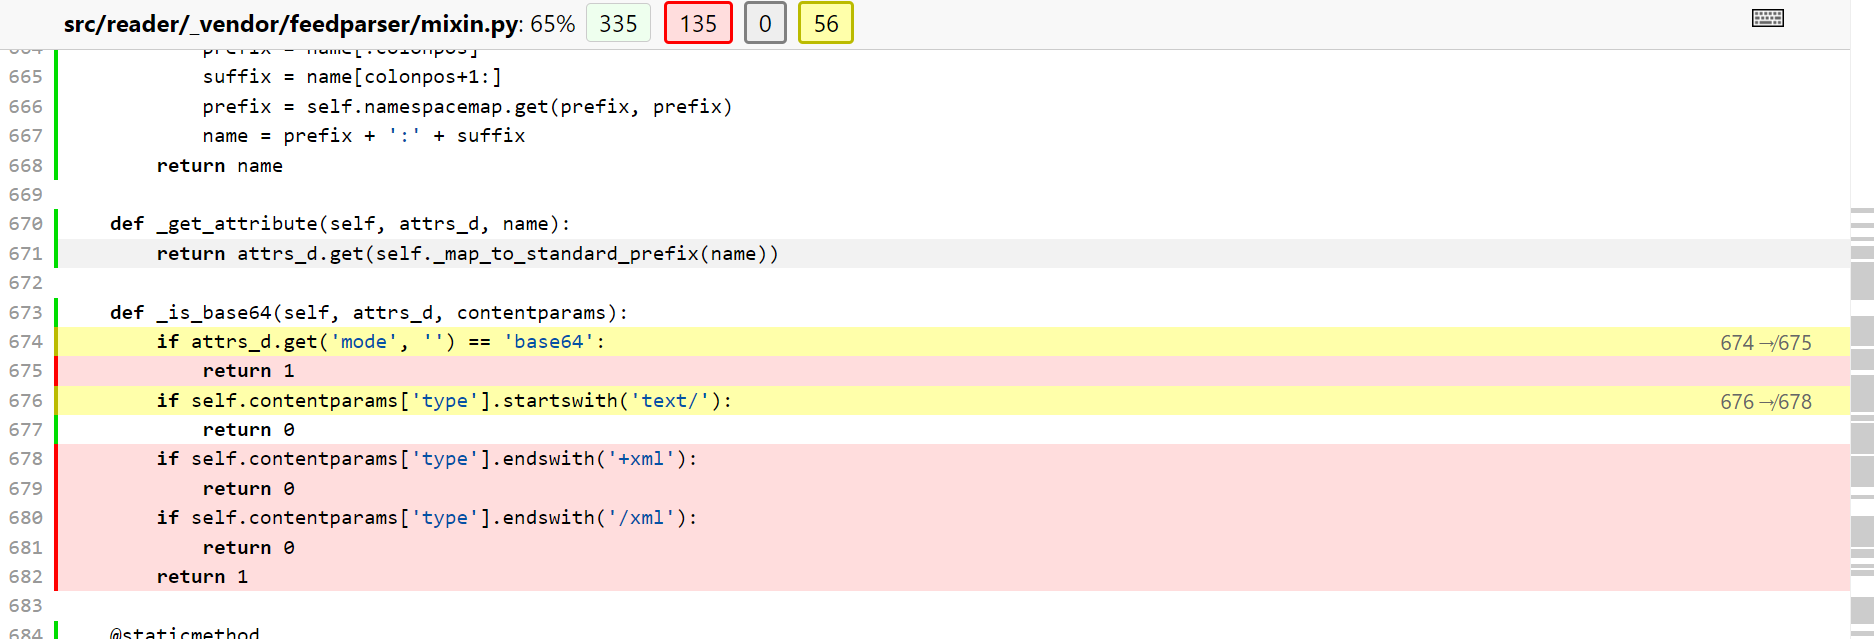 src/reader/_vendor/feedparser/mixin.py: 65% 335 135 0 56
664 prefix = name[:colonpos]
665 suffix = name[colonpos+1:]
666 prefix = self.namespacemap.get(prefix, prefix)
667 name = prefix + ':' + suffix
668 return name
669
670 def _get_attribute(self, attrs_d, name):
671 return attrs_d.get(self._map_to_standard_prefix(name))
672
673 def _is_base64(self, attrs_d, contentparams):
674 if attrs_d.get('mode', '') == 'base64': 674 ↛ 675
675 return 1
676 if self.contentparams['type'].startswith('text/'): 676 ↛ 678
677 return 0
678 if self.contentparams['type'].endswith('+xml'):
679 return 0
680 if self.contentparams['type'].endswith('/xml'):
681 return 0
682 return 1
683
684 @staticmethod